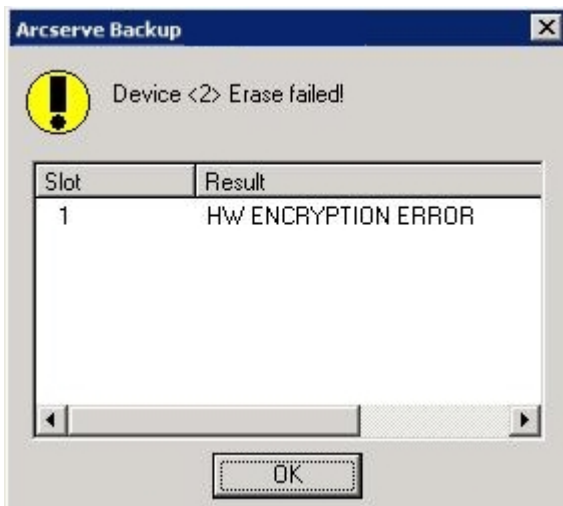 Arcserve Backup
Device <2> Erase failed!
Slot Result
1 HW ENCRYPTION ERROR
OK